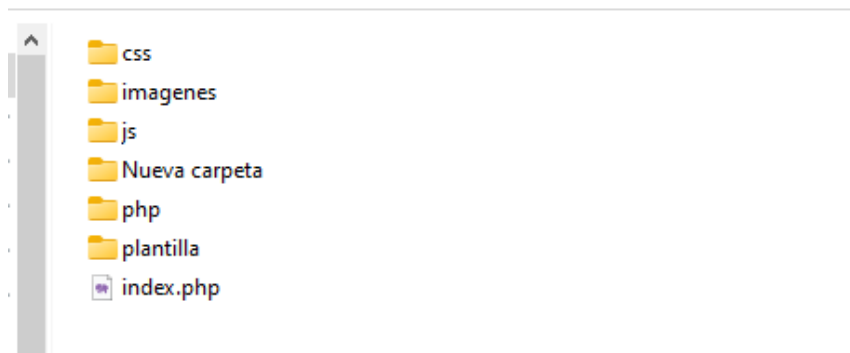 css
imagenes
js
Nueva carpeta
php
plantilla
index.php